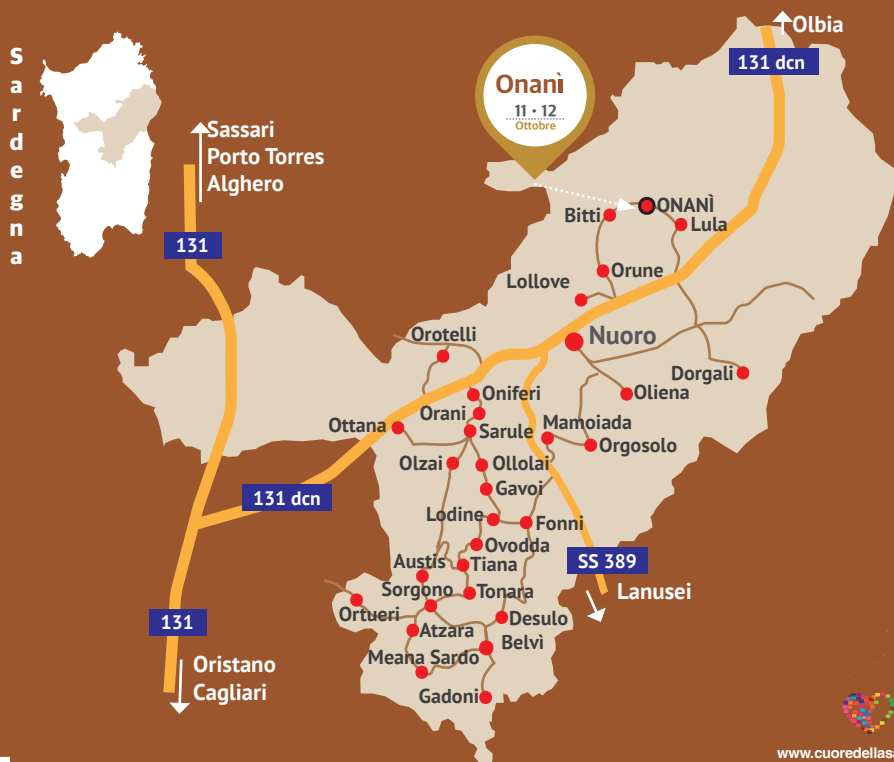 Sardegna
Olbia
131 dcn
Onanì
11 • 12
Ottobre
Sassari
Porto Torres
Alghero
131
ONANÌ
Bitti
Lula
Orune
Lollove
Nuoro
Orotelli
Dorgali
Oliena
Oniferi
Orani
Ottana
Sarule
Mamoiada
Orgosolo
Olzai
Ollolai
Gavoi
131 dcn
Lodine
Fonni
Ovodda
Austis
Tiana
SS 389
Sorgono
Tonara
Lanusei
Ortueri
Desulo
131
Atzara
Belvì
Meana Sardo
Oristano
Cagliari
Gadoni
www.cuoredellasa